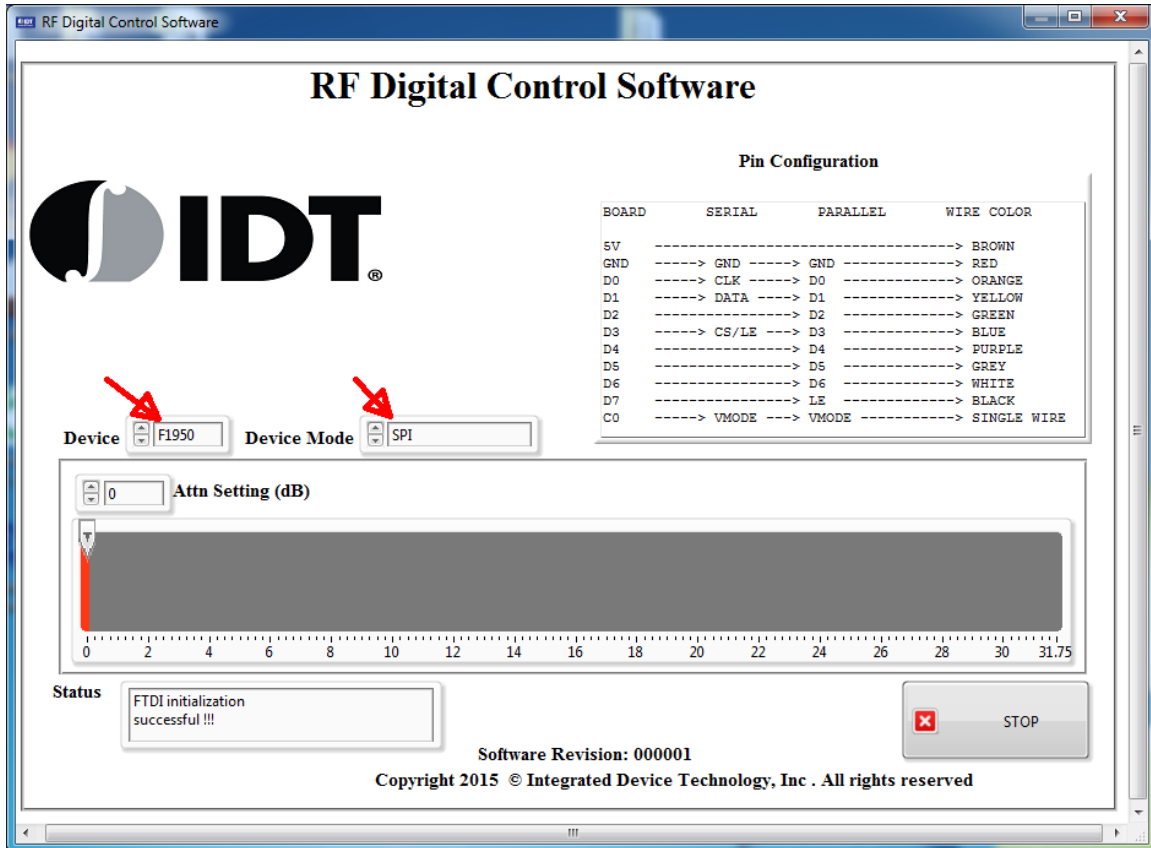 RF Digital Control Software
RF Digital Control Software
IDT®
Pin Configuration
BOARD SERIAL PARALLEL WIRE COLOR
5V -----------------------------------> BROWN
GND -----> GND -----> GND -------------> RED
D0 -----> CLK -----> D0 -------------> ORANGE
D1 -----> DATA ----> D1 -------------> YELLOW
D2 ----------------> D2 -------------> GREEN
D3 -----> CS/LE ---> D3 -------------> BLUE
D4 ----------------> D4 -------------> PURPLE
D5 ----------------> D5 -------------> GREY
D6 ----------------> D6 -------------> WHITE
D7 ----------------> LE -------------> BLACK
C0 -----> VMODE ---> VMODE -----------> SINGLE WIRE
Device F1950 Device Mode SPI
0 Attn Setting (dB)
T
0 2 4 6 8 10 12 14 16 18 20 22 24 26 28 30 31.75
Status
FTDI initialization
successful !!!
STOP
Software Revision: 000001
Copyright 2015 © Integrated Device Technology, Inc . All rights reserved